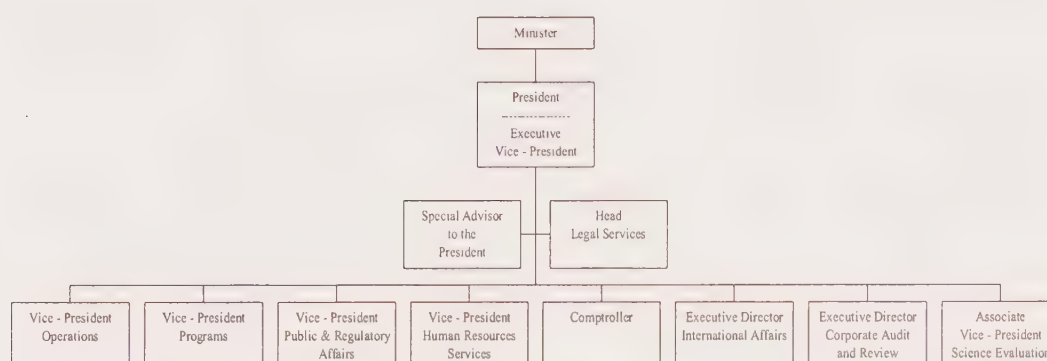 Minister
President
Executive
Vice - President
Special Advisor
to the
President
Head
Legal Services
Vice - President
Operations
Vice - President
Programs
Vice - President
Public & Regulatory
Affairs
Vice - President
Human Resources
Services
Comptroller
Executive Director
International Affairs
Executive Director
Corporate Audit
and Review
Associate
Vice - President
Science Evaluation